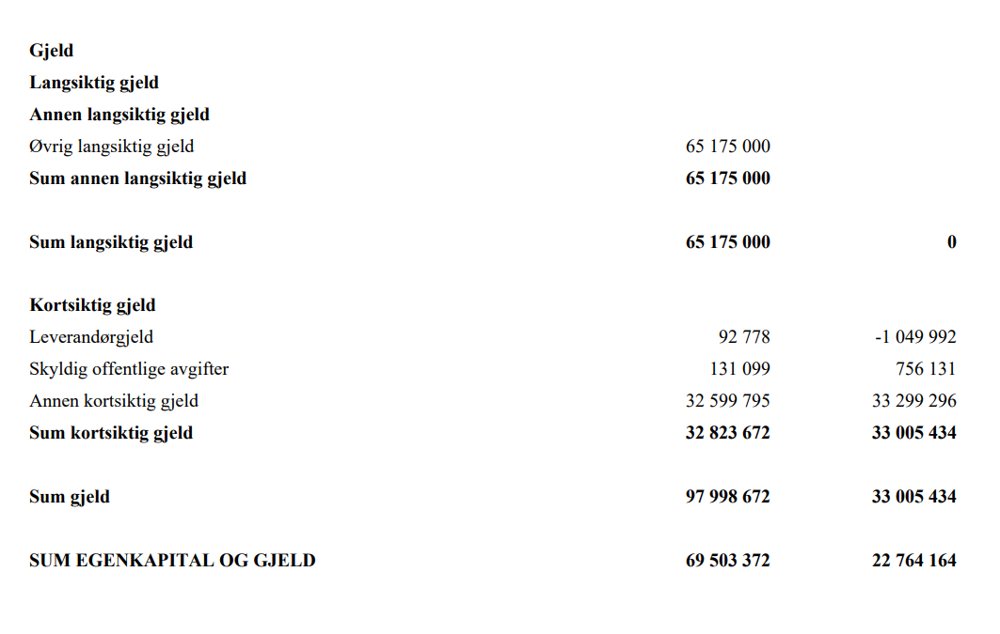 Gjeld
Langsiktig gjeld
Annen langsiktig gjeld
Øvrig langsiktig gjeld 65 175 000
Sum annen langsiktig gjeld 65 175 000
Sum langsiktig gjeld 65 175 000 0
Kortsiktig gjeld
Leverandørgjeld 92 778 -1 049 992
Skyldig offentlige avgifter 131 099 756 131
Annen kortsiktig gjeld 32 599 795 33 299 296
Sum kortsiktig gjeld 32 823 672 33 005 434
Sum gjeld 97 998 672 33 005 434
SUM EGENKAPITAL OG GJELD 69 503 372 22 764 164